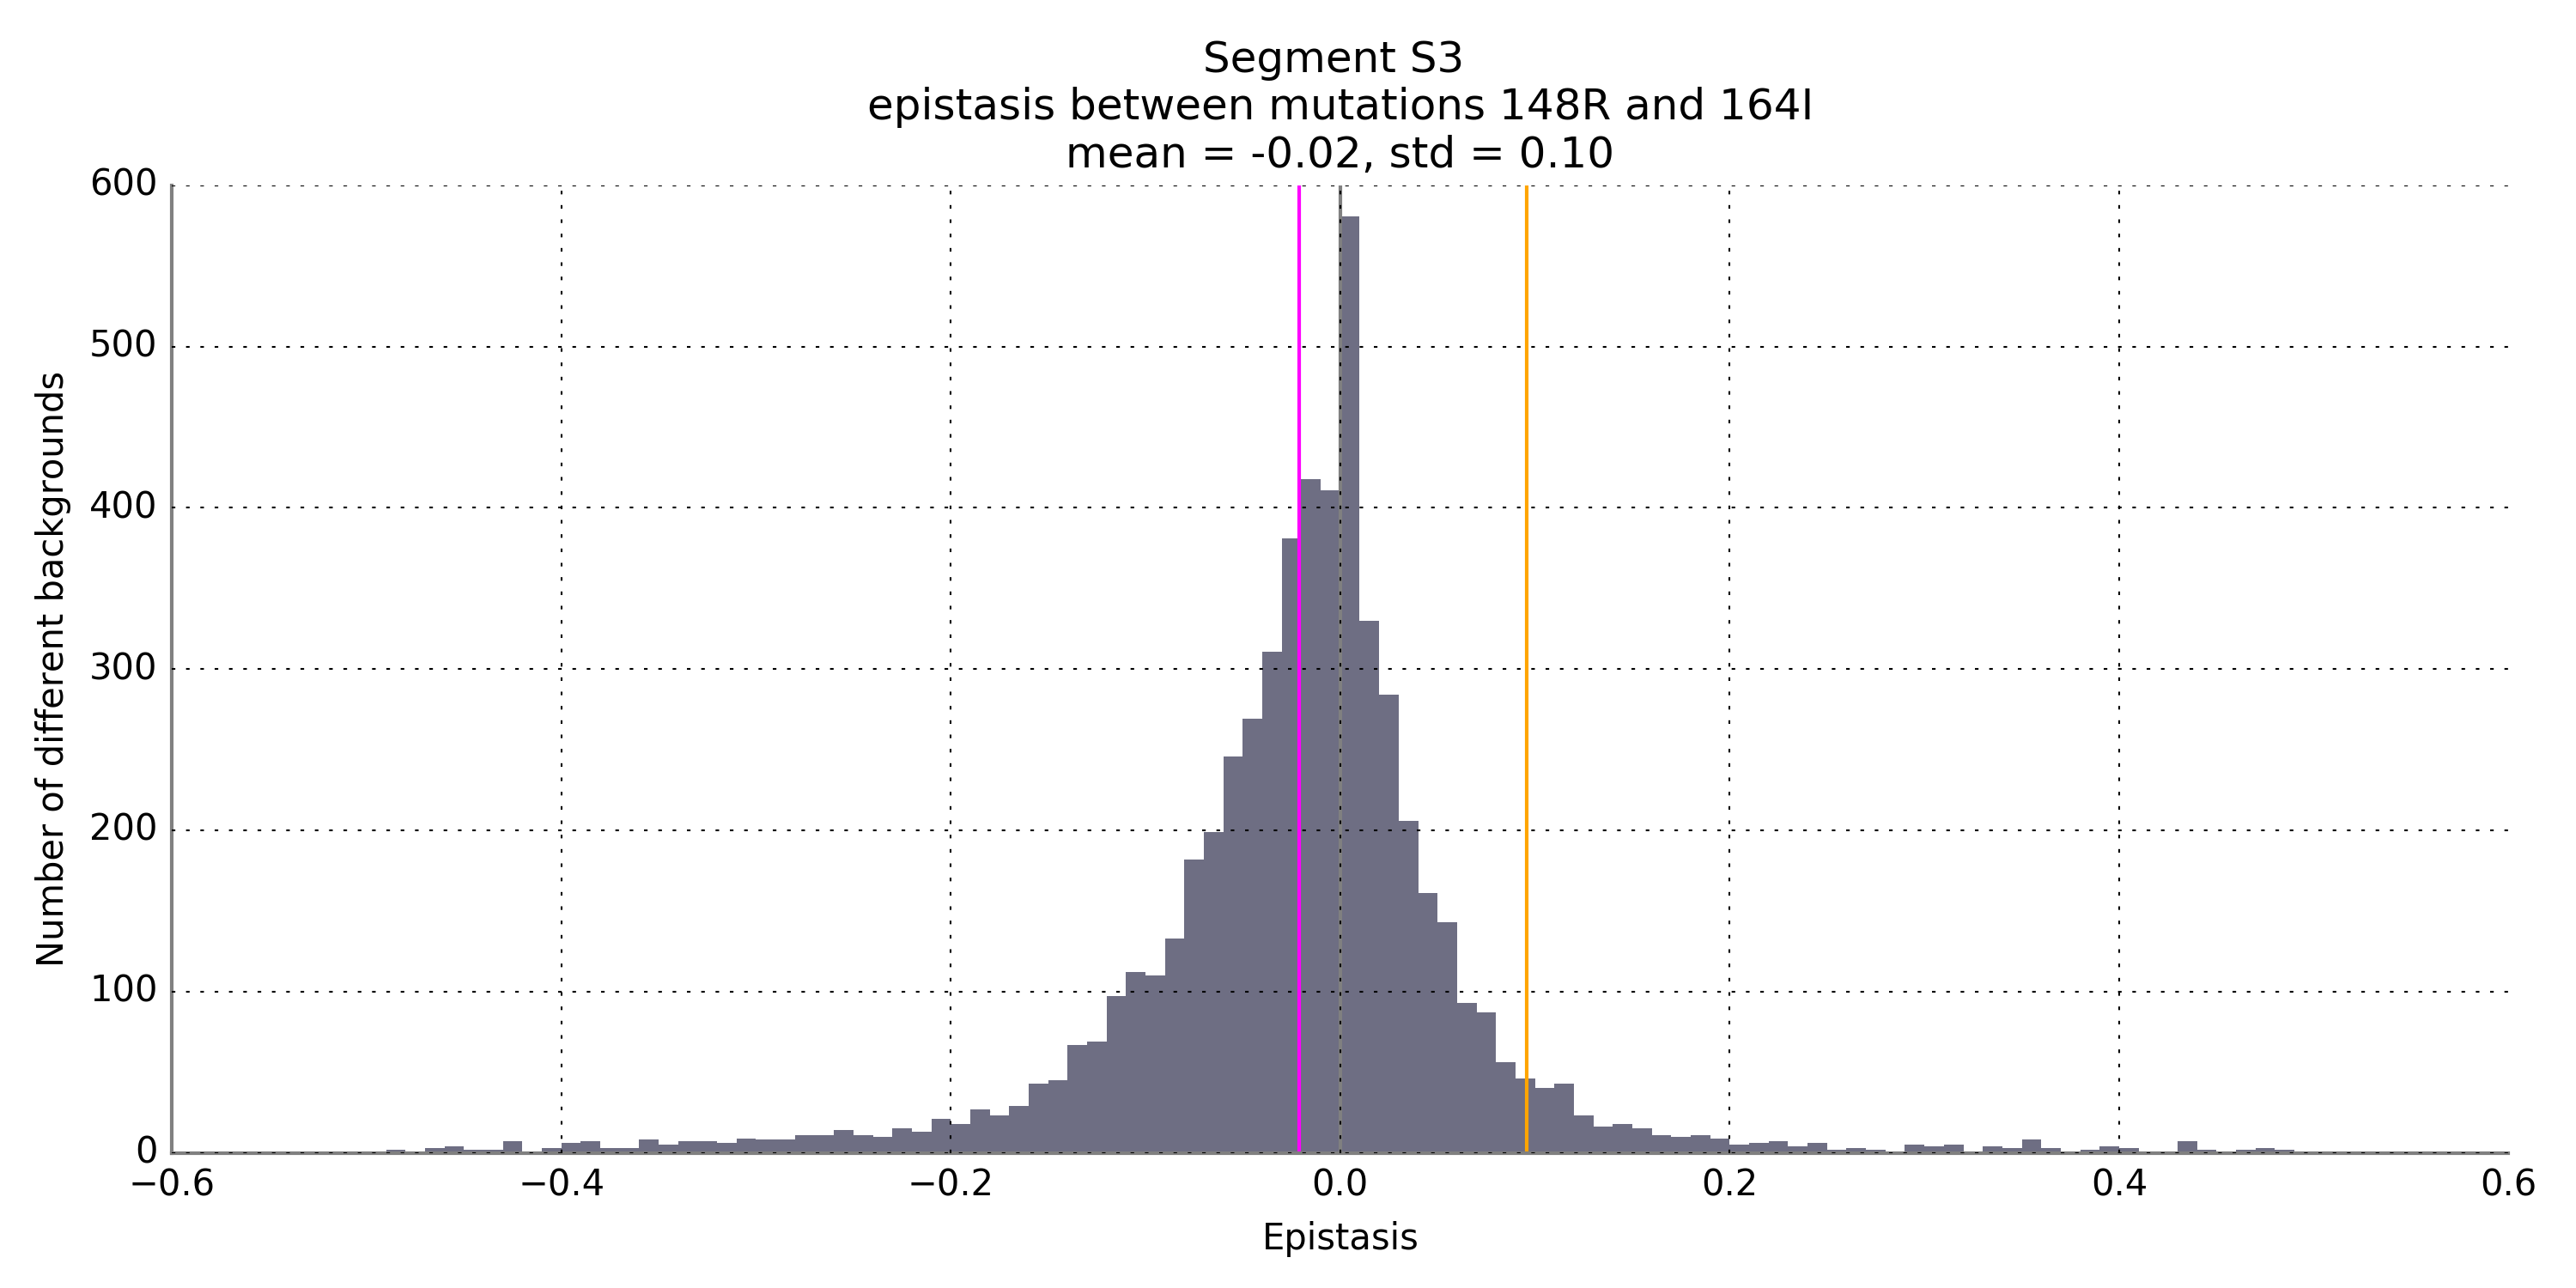 Segment S3
epistasis between mutations 148R and 164I
mean = -0.02, std = 0.10
600
500
400
300
200
100
0
Number of different backgrounds
−0.6
−0.4
−0.2
0.0
0.2
0.4
0.6
Epistasis